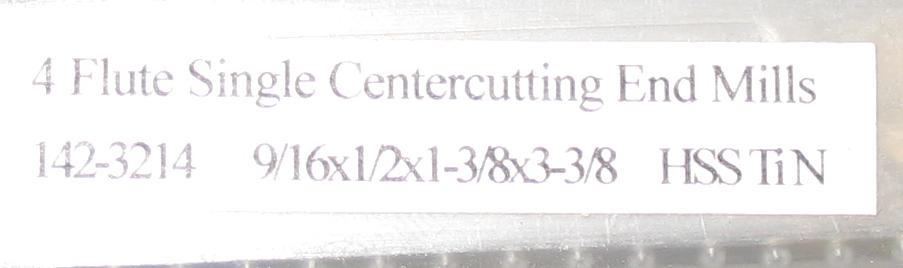 4 Flute Single Centercutting End Mills
142-3214 9/16x1/2x1-3/8x3-3/8 HSS TiN